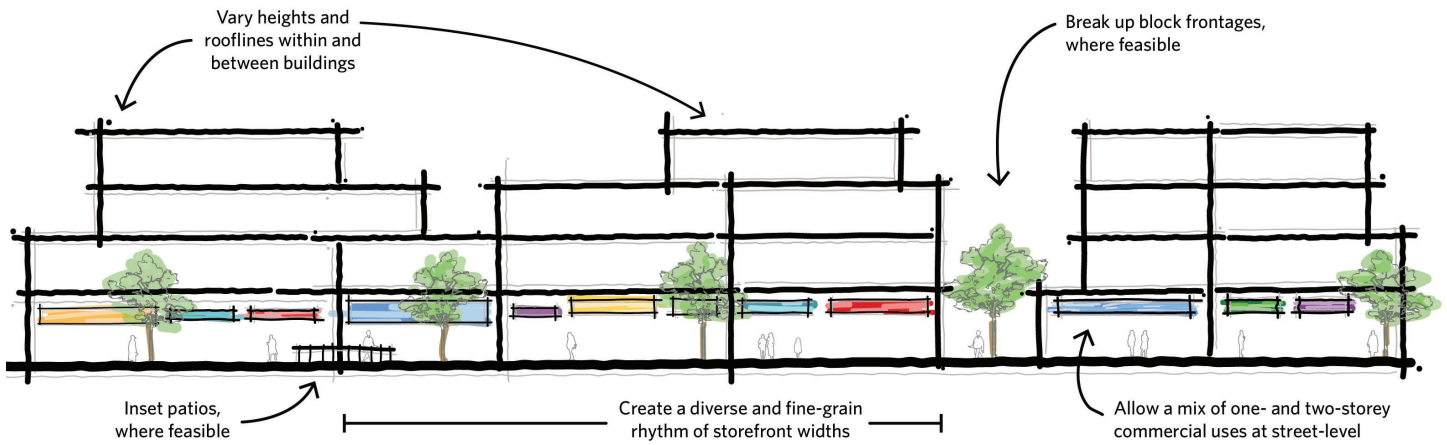 Vary heights and
rooflines within and
between buildings
Break up block frontages,
where feasible
Inset patios,
where feasible
Create a diverse and fine-grain
rhythm of storefront widths
Allow a mix of one- and two-storey
commercial uses at street-level